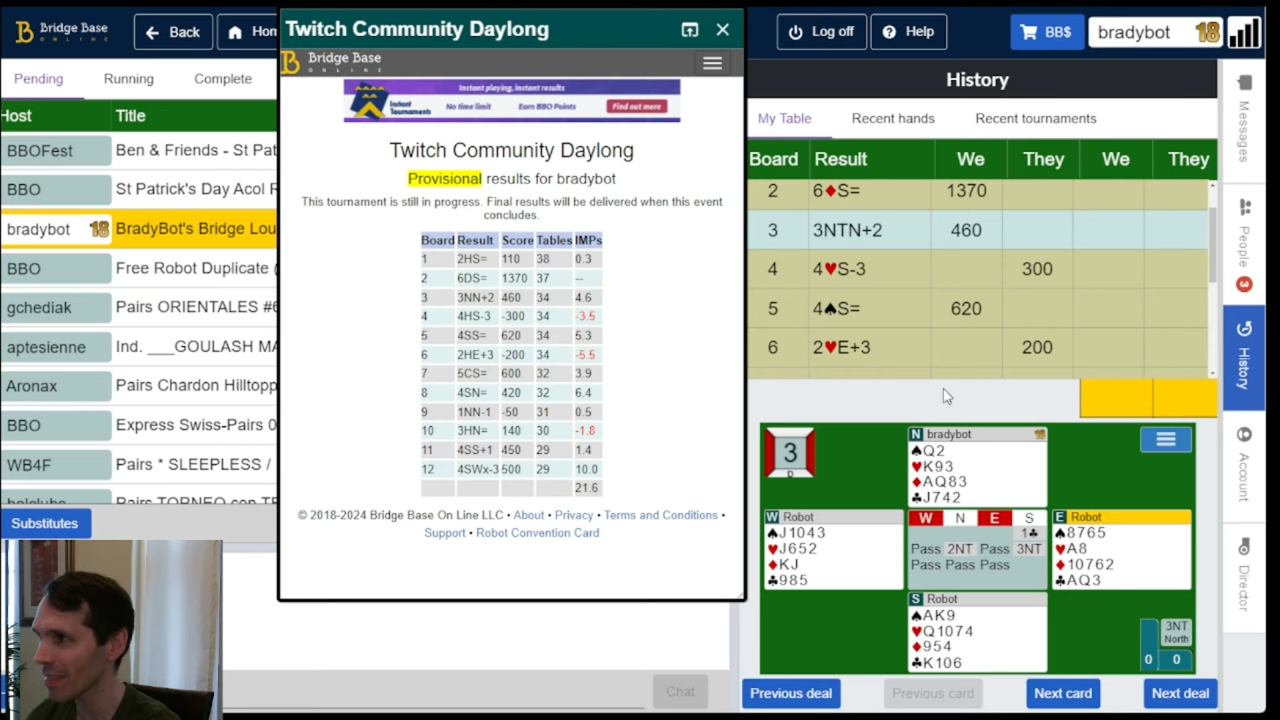 Bridge Base
ONLINE
Back
Hom
Pending
Running
Complete
Host
Title
BBOFest
Ben & Friends - St Pat
BBO
St Patrick's Day Acol R
bradybot
18
BradyBot's Bridge Lou
BBO
Free Robot Duplicate (
gchediak
Pairs ORIENTALES #6
aptesienne
Ind. ___GOULASH MA
Aronax
Pairs Chardon Hilltopp
BBO
Express Swiss-Pairs 0
WB4F
Pairs * SLEEPLESS /
Pairs TORNEO con TE
Substitutes
Chat
Twitch Community Daylong
Bridge Base
ONLINE
Instant playing, instant results
Instant
Tournaments
No time limit
Earn BBO Points
Find out more
Twitch Community Daylong
Provisional results for bradybot
This tournament is still in progress. Final results will be delivered when this event
concludes.
Board Result Score Tables IMPs
1 2HS= 110 38 0.3
2 6DS= 1370 37 --
3 3NN+2 460 34 4.6
4 4HS-3 -300 34 -3.5
5 4SS= 620 34 5.3
6 2HE+3 -200 34 -5.5
7 5CS= 600 32 3.9
8 4SN= 420 32 6.4
9 1NN-1 -50 31 0.5
10 3HN= 140 30 -1.8
11 4SS+1 450 29 1.4
12 4SWx-3 500 29 10.0
21.6
© 2018-2024 Bridge Base On Line LLC • About • Privacy • Terms and Conditions •
Support • Robot Convention Card
Log off
Help
BB$
bradybot
18
History
My Table
Recent hands
Recent tournaments
Board Result We They We They
2 6♦S= 1370
3 3NTN+2 460
4 4♥S-3 300
5 4♠S= 620
6 2♥E+3 200
3
D
N bradybot
18
♠Q2
♥K93
♦AQ83
♣J742
W Robot
♠J1043
♥J652
♦KJ
♣985
W N E S
1♣
Pass 2NT Pass 3NT
Pass Pass Pass
E Robot
♠8765
♥A8
♦10762
♣AQ3
S Robot
♠AK9
♥Q1074
♦954
♣K106
3NT
North
0 0
Previous deal
Previous card
Next card
Next deal
Messages
People
3
History
Account
Director